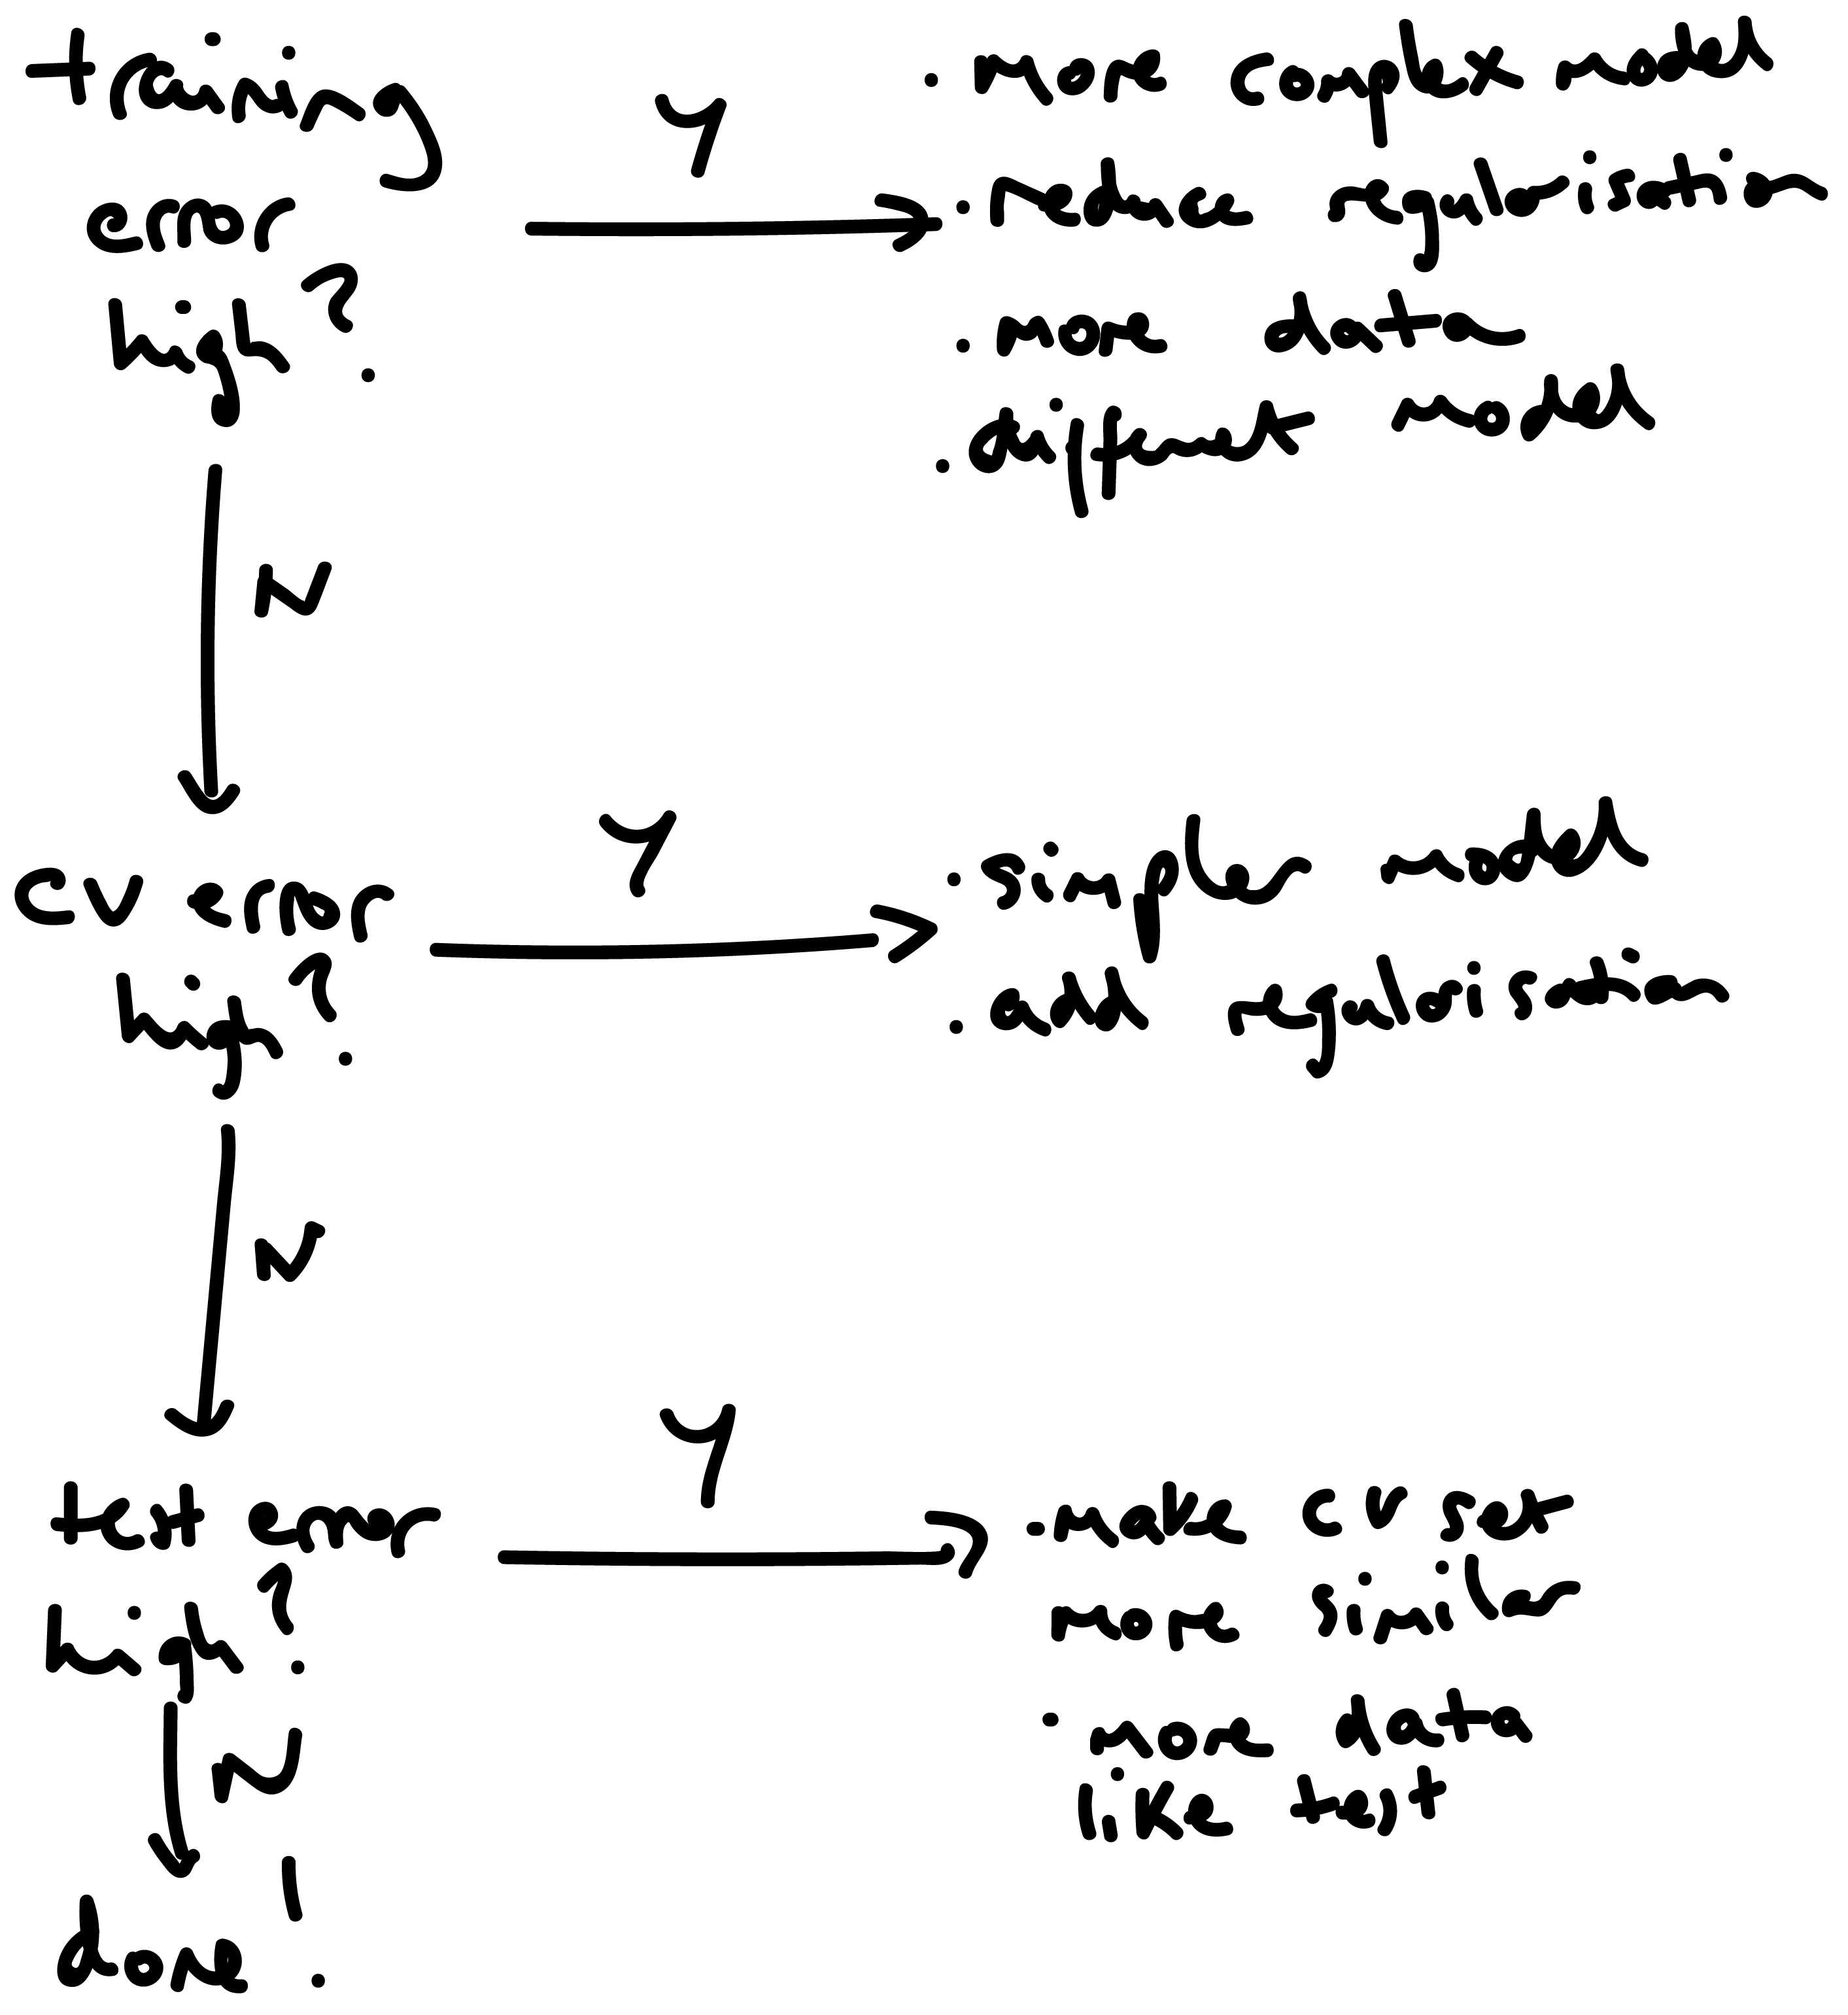 training
error
high?
Y
. more complex model
. reduce regularisation
. more data
. different model
N
cv error
high?
Y
. simpler model
. add regularisation
N
test error
high?
Y
. make cv set
more similar
. more data
like test
N
done!